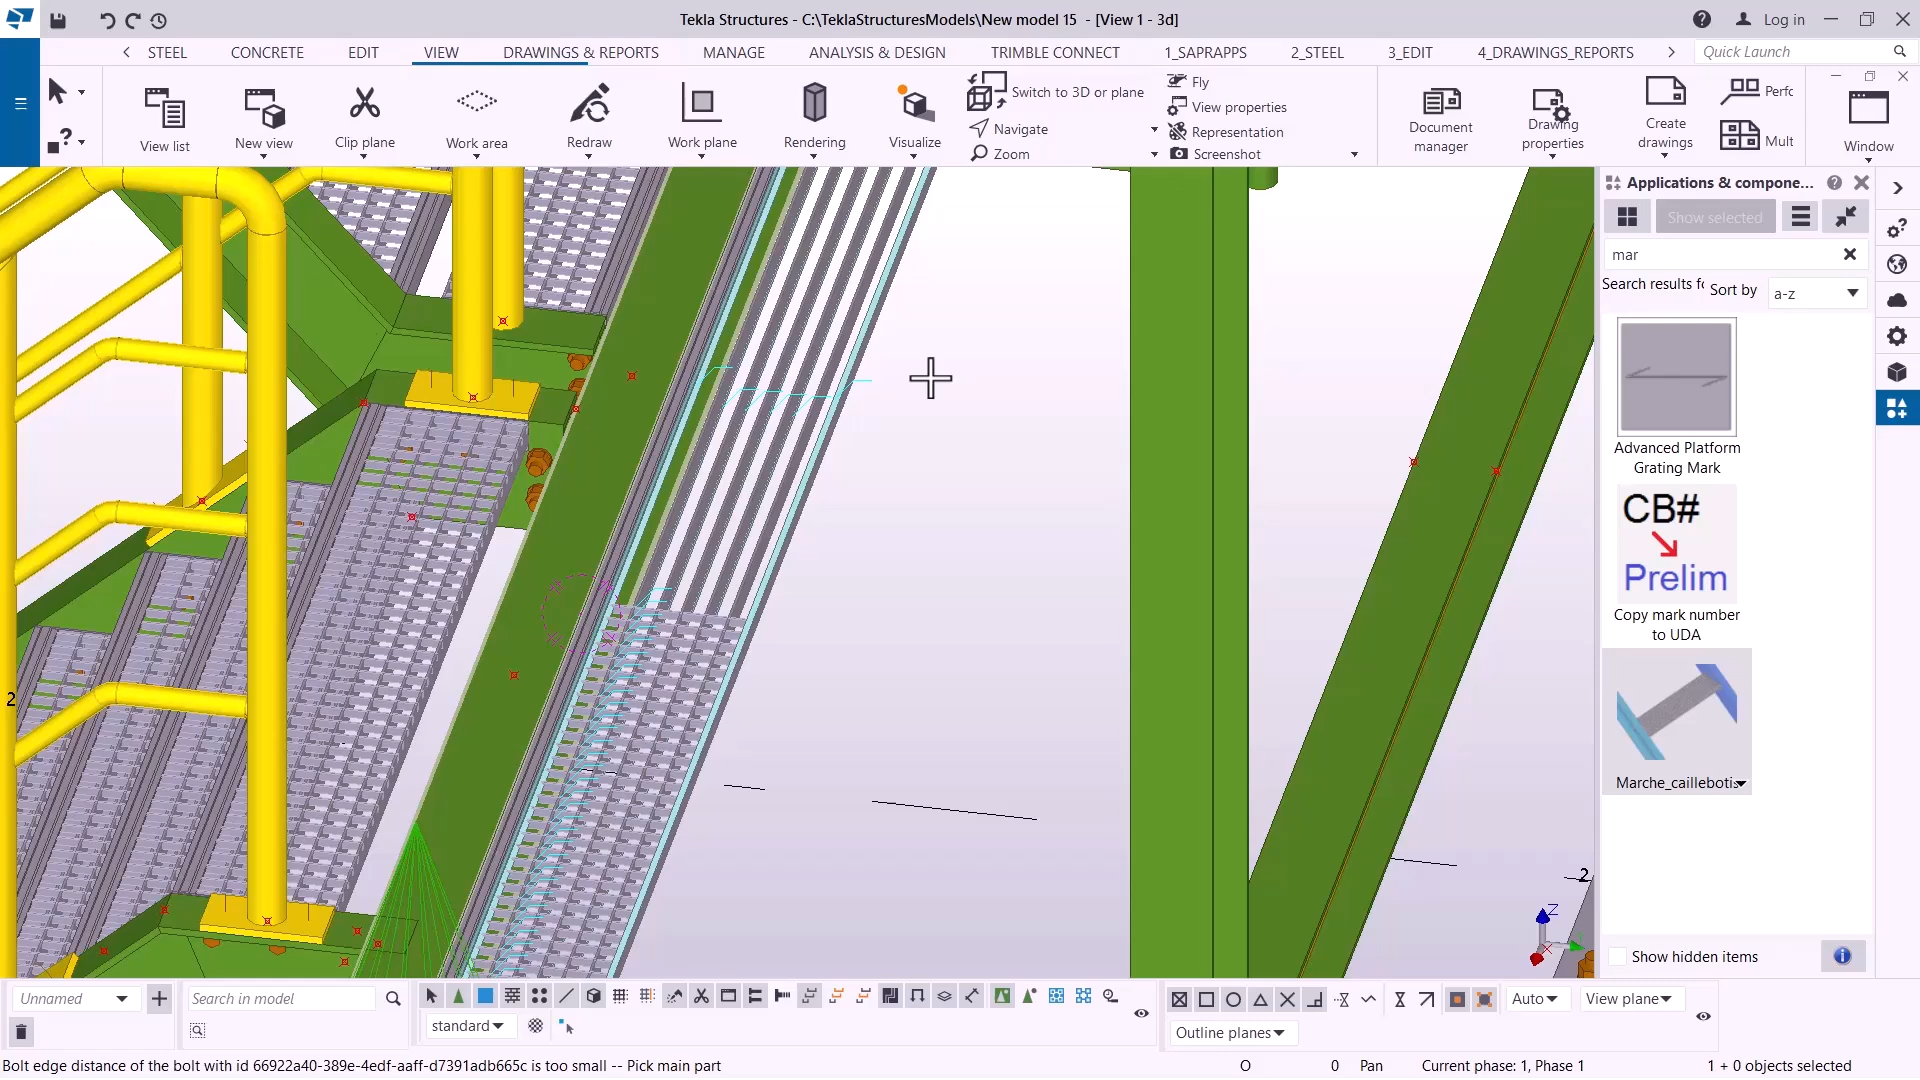 Tekla Structures - C:\TeklaStructuresModels\New model 15 - [View 1 - 3d]
Log in
STEEL
CONCRETE
EDIT
VIEW
DRAWINGS & REPORTS
MANAGE
ANALYSIS & DESIGN
TRIMBLE CONNECT
1_SAPRAPPS
2_STEEL
3_EDIT
4_DRAWINGS_REPORTS
Quick Launch
View list
New view
Clip plane
Work area
Redraw
Work plane
Rendering
Visualize
Switch to 3D or plane
Navigate
Zoom
Fly
View properties
Representation
Screenshot
Document
manager
Drawing
properties
Create
drawings
Perfc
Mult
Window
Applications & compone...
Show selected
mar
Search results fo
Sort by
a-z
Advanced Platform
Grating Mark
CB#
Prelim
Copy mark number
to UDA
Marche_caillebotis
Show hidden items
2
2
Z
Unnamed
Search in model
standard
Auto
View plane
Outline planes
Bolt edge distance of the bolt with id 66922a40-389e-4edf-aaff-d7391adb665c is too small -- Pick main part
O
0
Pan
Current phase: 1, Phase 1
1 + 0 objects selected